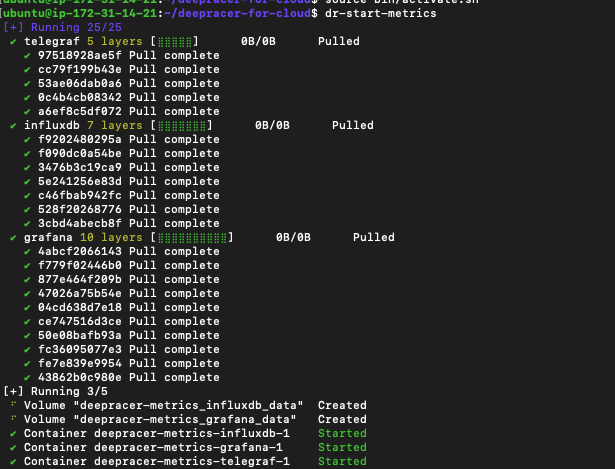 ubuntu@ip-172-31-14-21:~/deepracer-for-cloud$ source bin/activate.sh
[ubuntu@ip-172-31-14-21:~/deepracer-for-cloud$ dr-start-metrics
[+] Running 25/25
✔ telegraf 5 layers [⣿⣿⣿⣿⣿] 0B/0B Pulled
✔ 97518928ae5f Pull complete
✔ cc79f199b43e Pull complete
✔ 53ae06dab0a6 Pull complete
✔ 0c4b4cb08342 Pull complete
✔ a6ef8c5df072 Pull complete
✔ influxdb 7 layers [⣿⣿⣿⣿⣿⣿⣿] 0B/0B Pulled
✔ f9202480295a Pull complete
✔ f090dc0a54be Pull complete
✔ 3476b3c19ca9 Pull complete
✔ 5e241256e83d Pull complete
✔ c46fbab942fc Pull complete
✔ 528f20268776 Pull complete
✔ 3cbd4abecb8f Pull complete
✔ grafana 10 layers [⣿⣿⣿⣿⣿⣿⣿⣿⣿⣿] 0B/0B Pulled
✔ 4abcf2066143 Pull complete
✔ f779f02446b0 Pull complete
✔ 877e464f209b Pull complete
✔ 47026a75b54e Pull complete
✔ 04cd638d7e18 Pull complete
✔ ce747516d3ce Pull complete
✔ 50e08bafb93a Pull complete
✔ fc36095077e3 Pull complete
✔ fe7e839e9954 Pull complete
✔ 43862b0c980e Pull complete
[+] Running 3/5
⠋ Volume "deepracer-metrics_influxdb_data" Created
⠋ Volume "deepracer-metrics_grafana_data" Created
✔ Container deepracer-metrics-influxdb-1 Started
✔ Container deepracer-metrics-grafana-1 Started
✔ Container deepracer-metrics-telegraf-1 Started